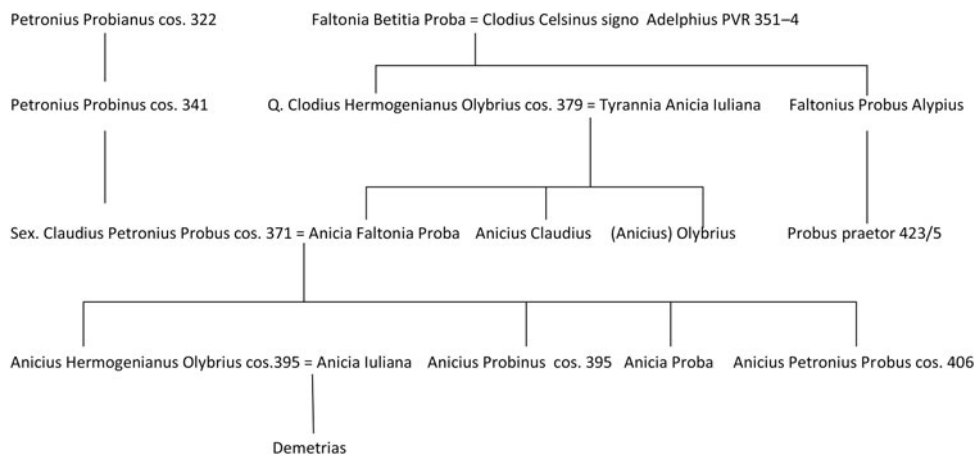 Petronius Probianus cos. 322 Faltonia Betitia Proba = Clodius Celsinus signo Adelphius PVR 351–4
Petronius Probinus cos. 341 Q. Clodius Hermogenianus Olybrius cos. 379 = Tyrannia Anicia Iuliana Faltonius Probus Alypius
Sex. Claudius Petronius Probus cos. 371 = Anicia Faltonia Proba Anicius Claudius (Anicius) Olybrius Probus praetor 423/5
Anicius Hermogenianus Olybrius cos.395 = Anicia Iuliana Anicius Probinus cos. 395 Anicia Proba Anicius Petronius Probus cos. 406
Demetrias